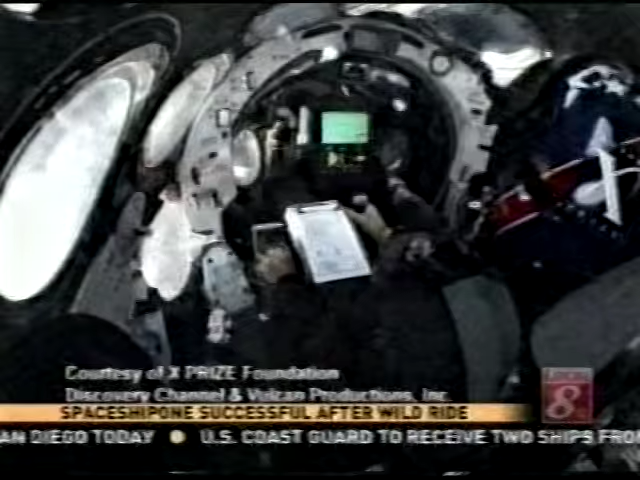 Courtesy of X PRIZE Foundation
Discovery Channel & Vulcan Productions, Inc.
SPACESHIPONE SUCCESSFUL AFTER WILD RIDE
8
AN DIEGO TODAY U.S. COAST GUARD TO RECEIVE TWO SHIPS FRO